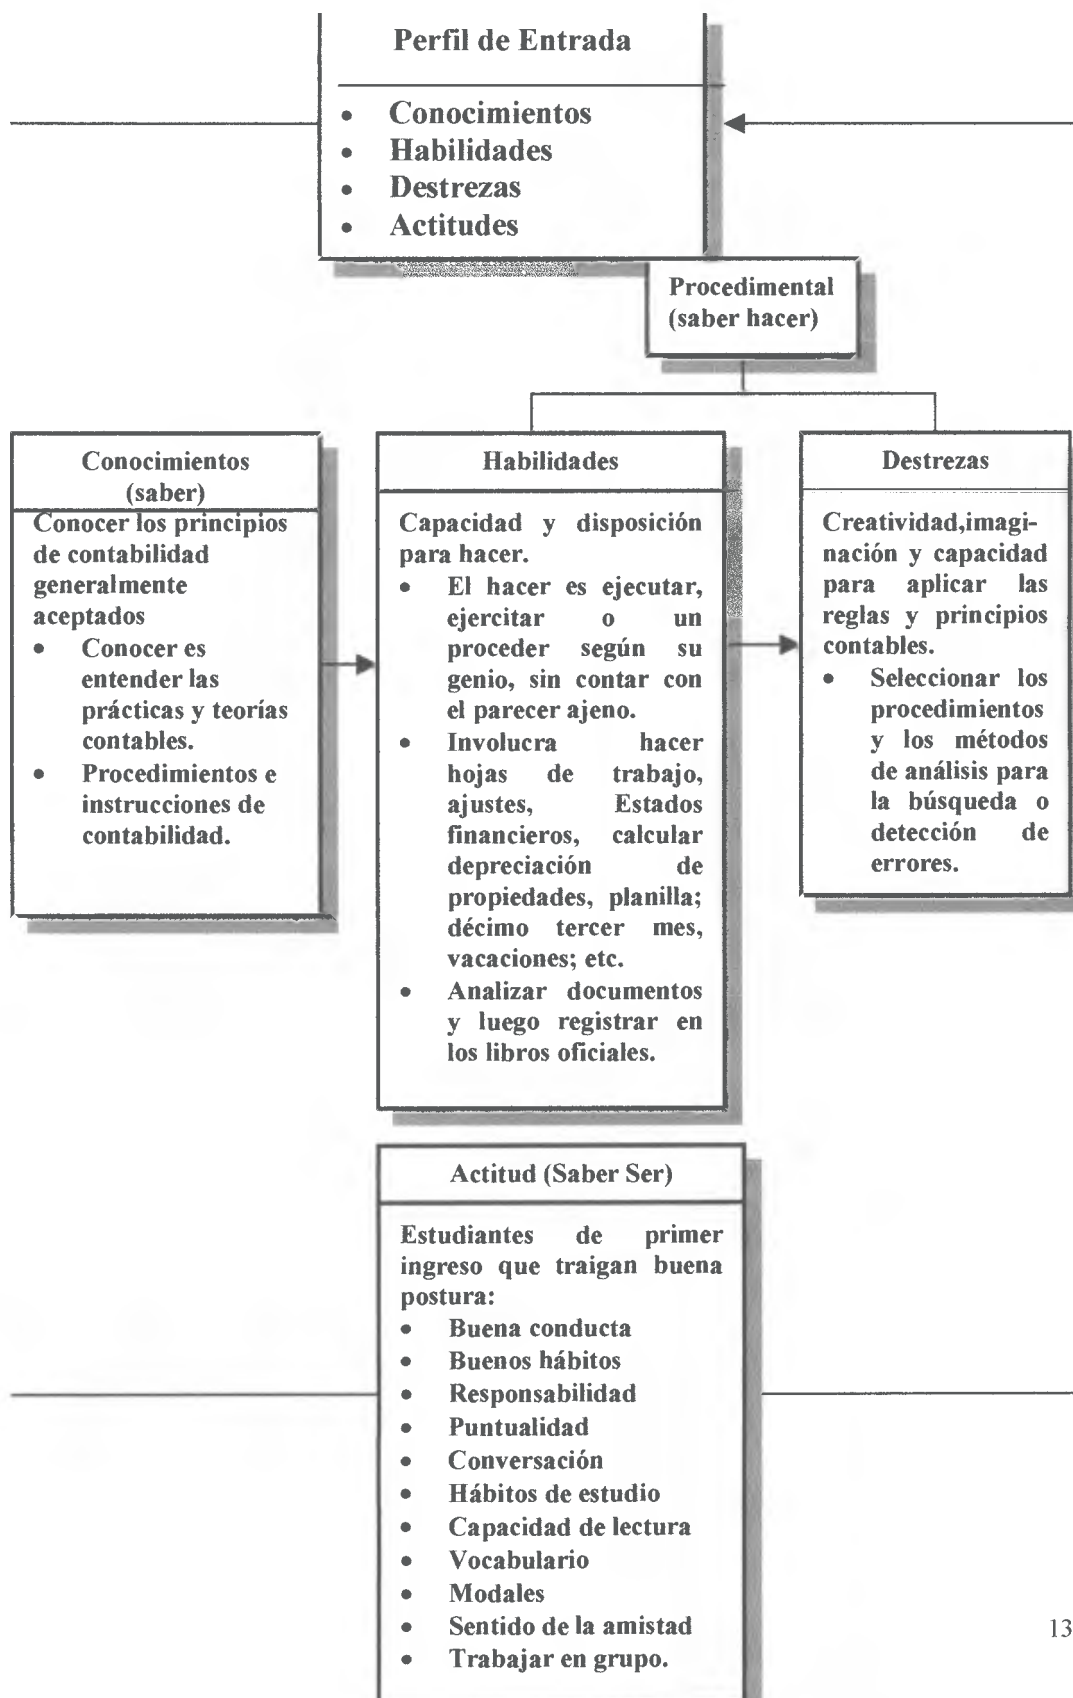 Perfil de Entrada
• Conocimientos
• Habilidades
• Destrezas
• Actitudes
Procedimental
(saber hacer)
Conocimientos
(saber)
Conocer los principios
de contabilidad
generalmente
aceptados
• Conocer es
entender las
prácticas y teorías
contables.
• Procedimientos e
instrucciones de
contabilidad.
Habilidades
Capacidad y disposición
para hacer.
• El hacer es ejecutar,
ejercitar o un
proceder según su
genio, sin contar con
el parecer ajeno.
• Involucra hacer
hojas de trabajo,
ajustes, Estados
financieros, calcular
depreciación de
propiedades, planilla;
décimo tercer mes,
vacaciones; etc.
• Analizar documentos
y luego registrar en
los libros oficiales.
Destrezas
Creatividad,imagi-
nación y capacidad
para aplicar las
reglas y principios
contables.
• Seleccionar los
procedimientos
y los métodos
de análisis para
la búsqueda o
detección de
errores.
Actitud (Saber Ser)
Estudiantes de primer
ingreso que traigan buena
postura:
• Buena conducta
• Buenos hábitos
• Responsabilidad
• Puntualidad
• Conversación
• Hábitos de estudio
• Capacidad de lectura
• Vocabulario
• Modales
• Sentido de la amistad
• Trabajar en grupo.
13